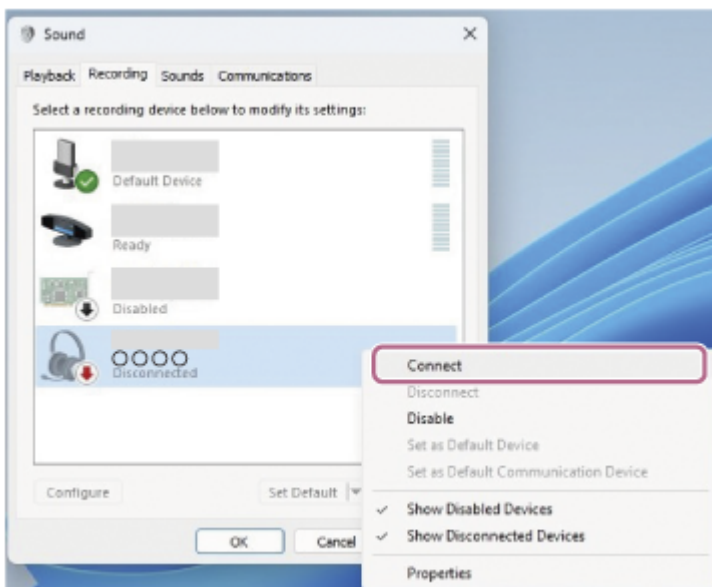 Sound
Playback Recording Sounds Communications
Select a recording device below to modify its settings:
Default Device
Ready
Disabled
○○○○
Disconnected
Configure
Set Default
OK
Cancel
Connect
Disconnect
Disable
Set as Default Device
Set as Default Communication Device
Show Disabled Devices
Show Disconnected Devices
Properties